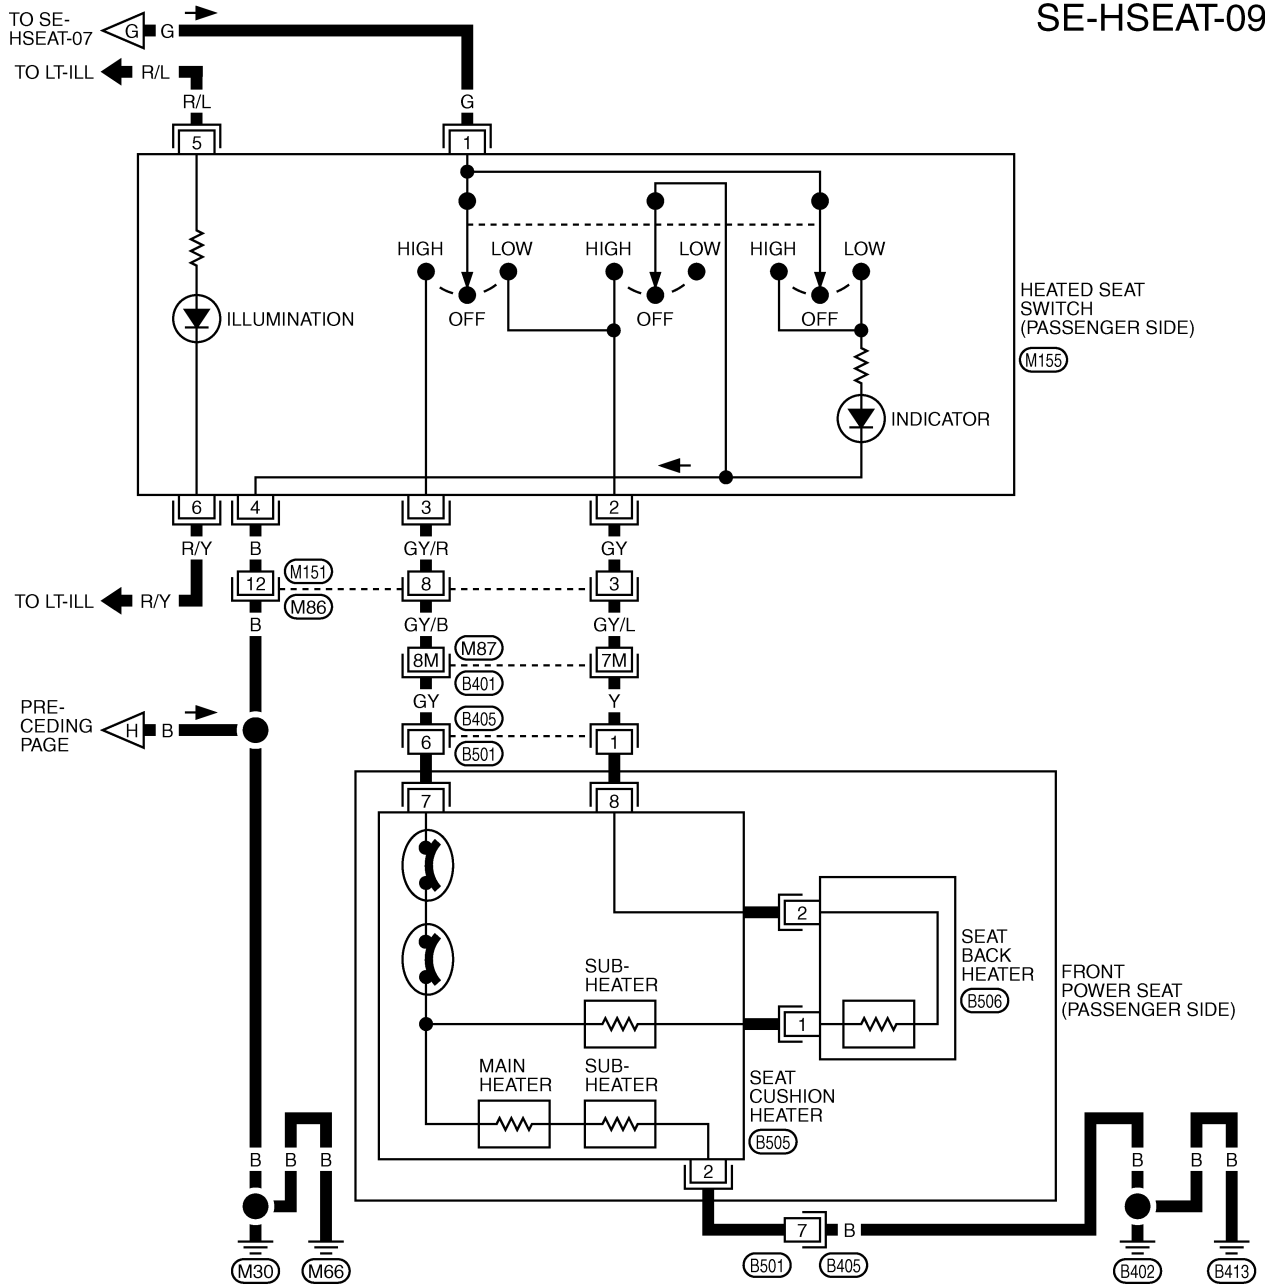 SE-HSEAT-09
TO SE-
HSEAT-07
G
G
TO LT-ILL
R/L
R/L
G
5
1
HIGH
LOW
HIGH
LOW
HIGH
LOW
OFF
OFF
OFF
ILLUMINATION
INDICATOR
HEATED SEAT
SWITCH
(PASSENGER SIDE)
M155
6
4
3
2
R/Y
B
GY/R
GY
M151
12
8
3
M86
TO LT-ILL
R/Y
B
GY/B
GY/L
M87
8M
7M
B401
GY
Y
PRE-
CEDING
PAGE
H
B
B405
6
1
B501
7
8
2
SEAT
BACK
HEATER
B506
1
SUB-
HEATER
FRONT
POWER SEAT
(PASSENGER SIDE)
MAIN
HEATER
SUB-
HEATER
SEAT
CUSHION
HEATER
B505
2
B
B
B
B
B
B
7
B
B501
B405
M30
M66
B402
B413